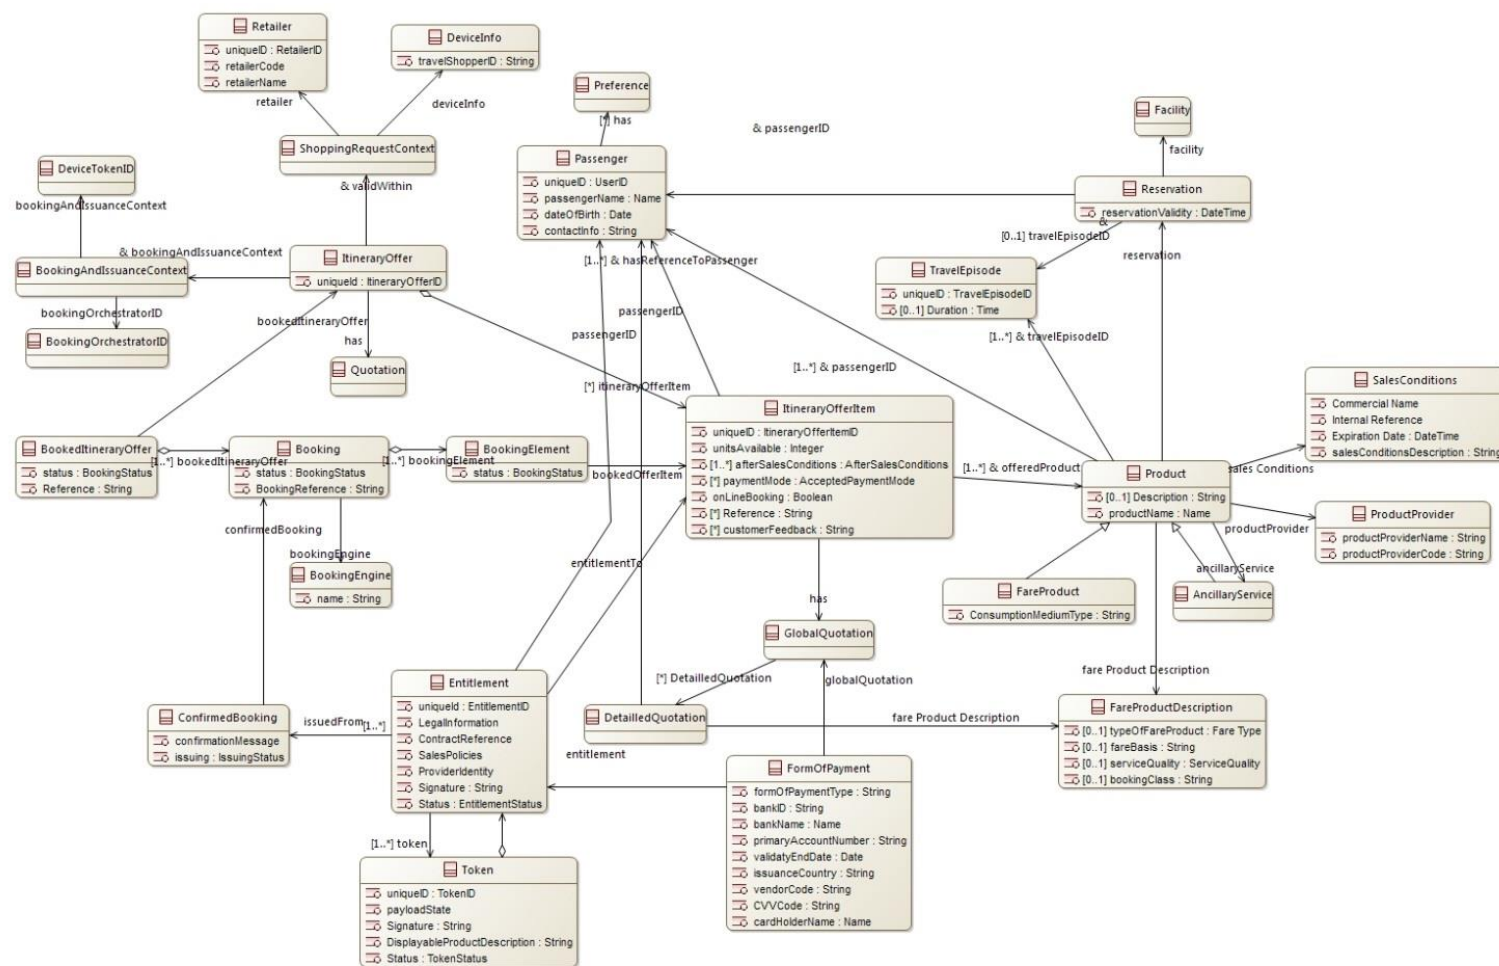 Retailer
uniqueID : RetailerID
retailerCode
retailerName
DeviceInfo
travelShopperID : String
retailer
deviceInfo
Preference
[*] has
Facility
facility
& passengerID
ShoppingRequestContext
& validWithin
DeviceTokenID
bookingAndIssuanceContext
Passenger
uniqueID : UserID
passengerName : Name
dateOfBirth : Date
contactInfo : String
Reservation
reservationValidity : DateTime
&
[0..1] travelEpisodeID
reservation
& bookingAndIssuanceContext
BookingAndIssuanceContext
ItineraryOffer
uniqueId : ItineraryOfferID
[1..*] & hasReferenceToPassenger
TravelEpisode
uniqueID : TravelEpisodeID
[0..1] Duration : Time
bookingOrchestratorID
BookingOrchestratorID
bookedItineraryOffer
has
Quotation
passengerID
passengerID
[1..*] & travelEpisodeID
[1..*] & passengerID
[*] itineraryOfferItem
SalesConditions
Commercial Name
Internal Reference
Expiration Date : DateTime
salesConditionsDescription : String
sales Conditions
ItineraryOfferItem
uniqueID : ItineraryOfferItemID
unitsAvailable : Integer
[1..*] afterSalesConditions : AfterSalesConditions
[*] paymentMode : AcceptedPaymentMode
onLineBooking : Boolean
[*] Reference : String
[*] customerFeedback : String
[1..*] & offeredProduct
BookedItineraryOffer
status : BookingStatus
Reference : String
[1..*] bookedItineraryOffer
Booking
status : BookingStatus
BookingReference : String
[1..*] bookingElement
BookingElement
status : BookingStatus
bookedOfferItem
Product
[0..1] Description : String
productName : Name
productProvider
ProductProvider
productProviderName : String
productProviderCode : String
confirmedBooking
bookingEngine
BookingEngine
name : String
entitlementTo
has
FareProduct
ConsumptionMediumType : String
ancillaryService
AncillaryService
GlobalQuotation
[*] DetailledQuotation
globalQuotation
fare Product Description
Entitlement
uniqueId : EntitlementID
LegalInformation
ContractReference
SalesPolicies
ProviderIdentity
Signature : String
Status : EntitlementStatus
issuedFrom
[1..*]
ConfirmedBooking
confirmationMessage
issuing : IssuingStatus
DetailledQuotation
fare Product Description
FareProductDescription
[0..1] typeOfFareProduct : Fare Type
[0..1] fareBasis : String
[0..1] serviceQuality : ServiceQuality
[0..1] bookingClass : String
entitlement
FormOfPayment
formOfPaymentType : String
bankID : String
bankName : Name
primaryAccountNumber : String
validatyEndDate : Date
issuanceCountry : String
vendorCode : String
CVVCode : String
cardHolderName : Name
[1..*] token
Token
uniqueID : TokenID
payloadState
Signature : String
DisplayableProductDescription : String
Status : TokenStatus